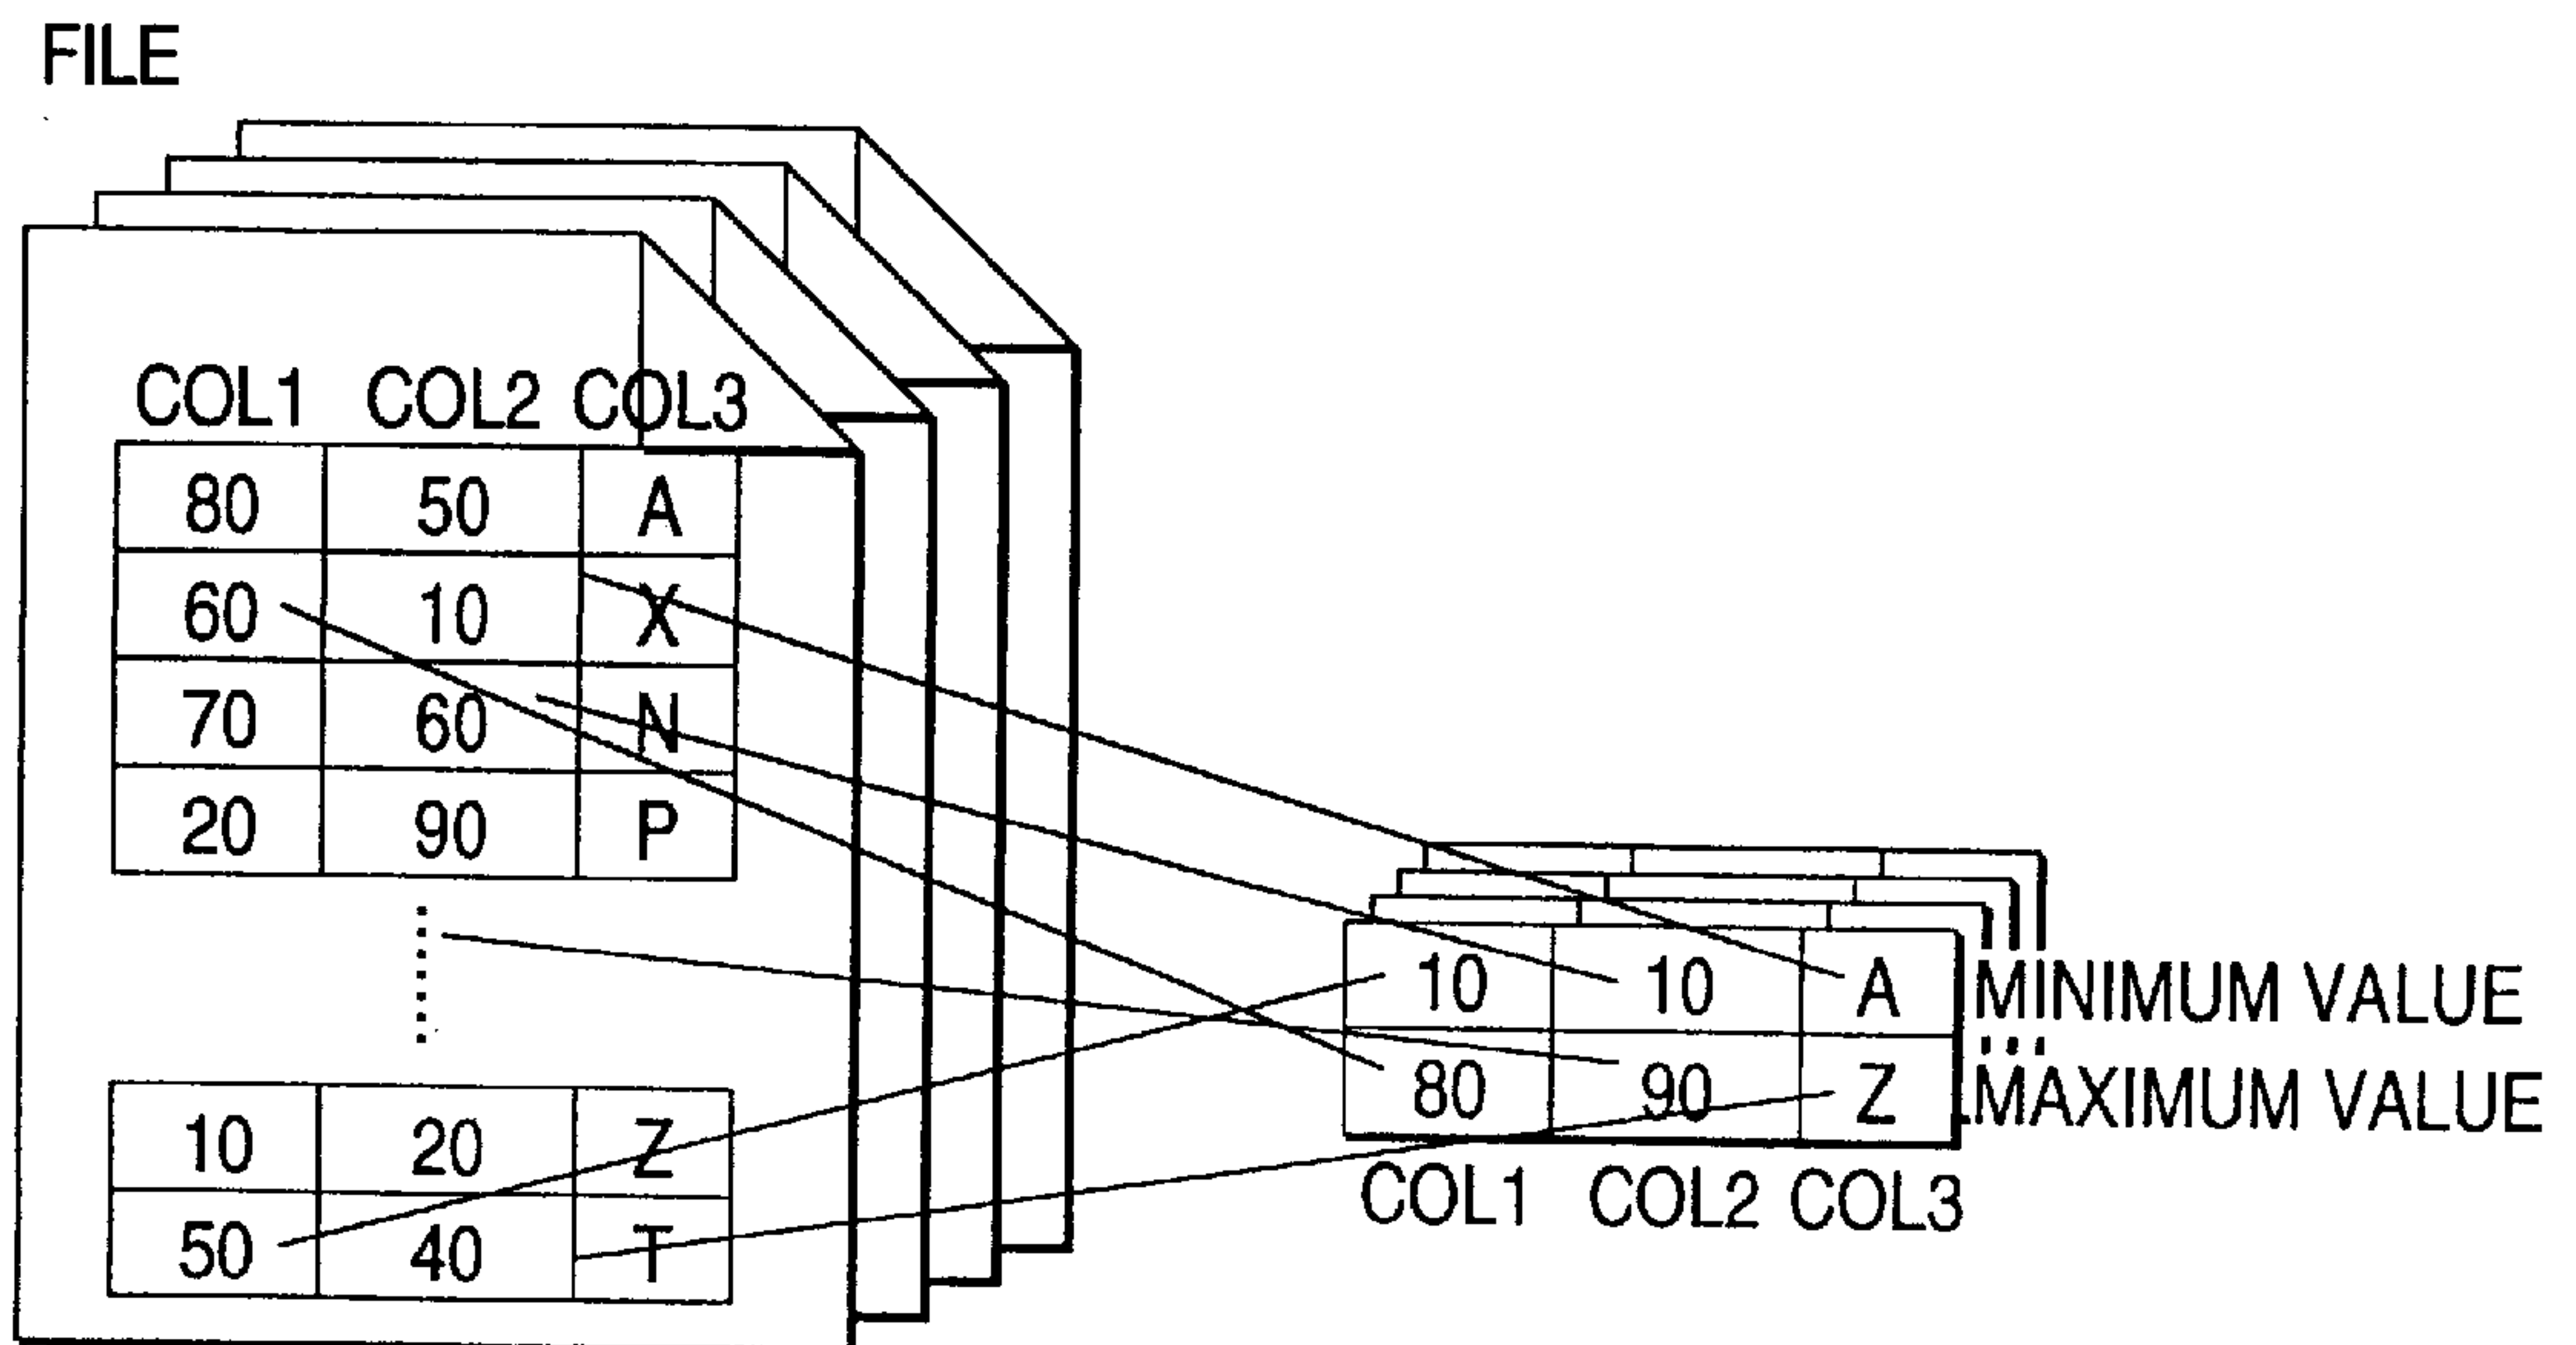 FILE
COL1 COL2 COL3
80 50 A
60 10 X
70 60 N
20 90 P
10 20 Z
50 40 T
10 10 A MINIMUM VALUE
80 90 Z MAXIMUM VALUE
COL1 COL2 COL3